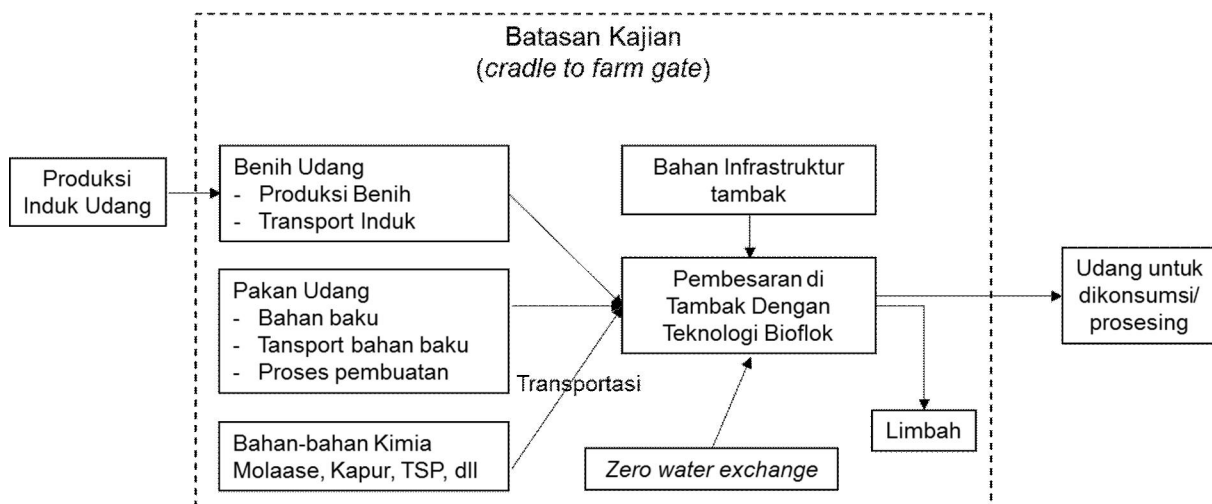 Batasan Kajian
(cradle to farm gate)
Produksi
Induk Udang
Benih Udang
- Produksi Benih
- Transport Induk
Bahan Infrastruktur
tambak
Pakan Udang
- Bahan baku
- Tansport bahan baku
- Proses pembuatan
Transportasi
Pembesaran di
Tambak Dengan
Teknologi Bioflok
Udang untuk
dikonsumsi/
prosesing
Bahan-bahan Kimia
Molaase, Kapur, TSP, dll
Zero water exchange
Limbah